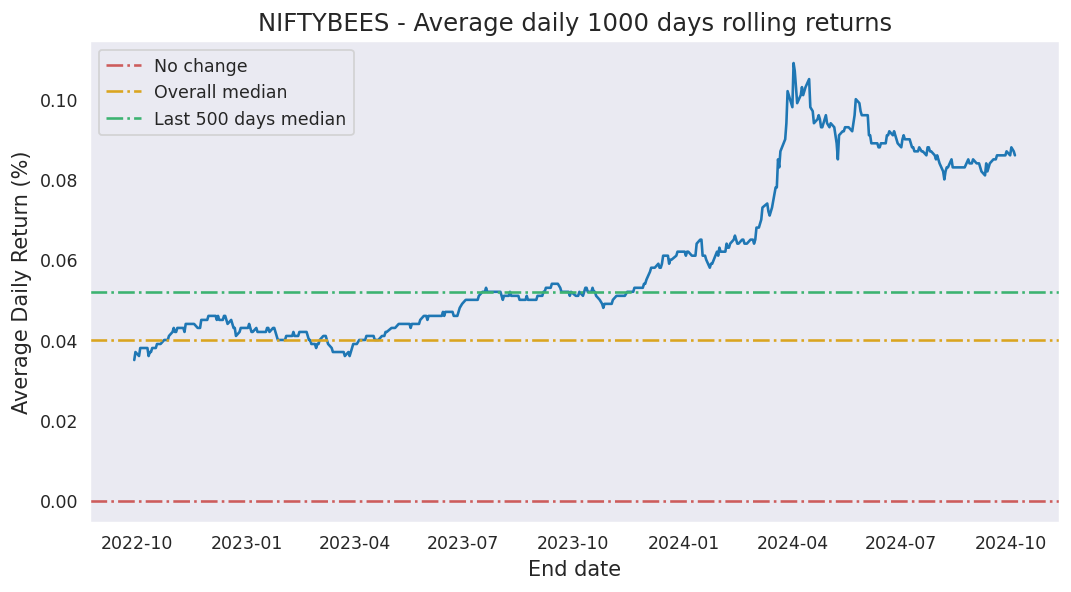 NIFTYBEES - Average daily 1000 days rolling returns
No change
Overall median
Last 500 days median
Average Daily Return (%)
0.10
0.08
0.06
0.04
0.02
0.00
2022-10 2023-01 2023-04 2023-07 2023-10 2024-01 2024-04 2024-07 2024-10
End date